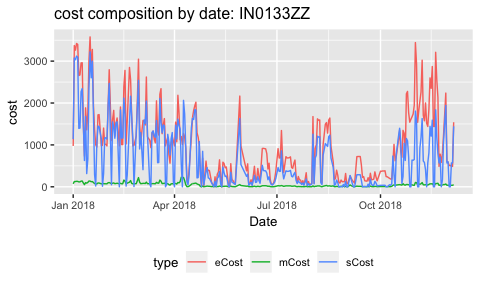 cost composition by date: IN0133ZZ
cost
3000
2000
1000
0
Jan 2018 Apr 2018 Jul 2018 Oct 2018
Date
type eCost mCost sCost